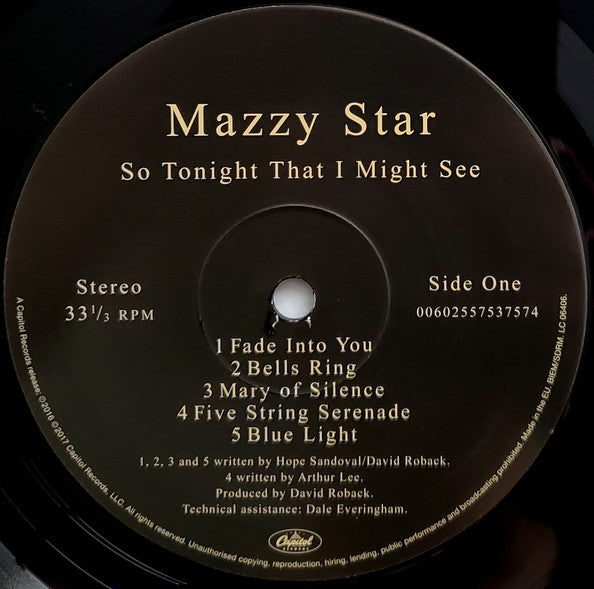 Mazzy Star
So Tonight That I Might See
Stereo
33 1/3 RPM
Side One
00602557537574
1 Fade Into You
2 Bells Ring
3 Mary of Silence
4 Five String Serenade
5 Blue Light
1, 2, 3 and 5 written by Hope Sandoval/David Roback.
4 written by Arthur Lee.
Produced by David Roback.
Technical assistance: Dale Everingham.
Capitol
RECORDS
A Capitol Records release; ℗2016 ©2017 Capitol Records, LLC. All rights reserved. Unauthorised copying, reproduction, hiring, lending, public performance and broadcasting prohibited. Made in the EU. BIEM/SDRM. LC 06406.